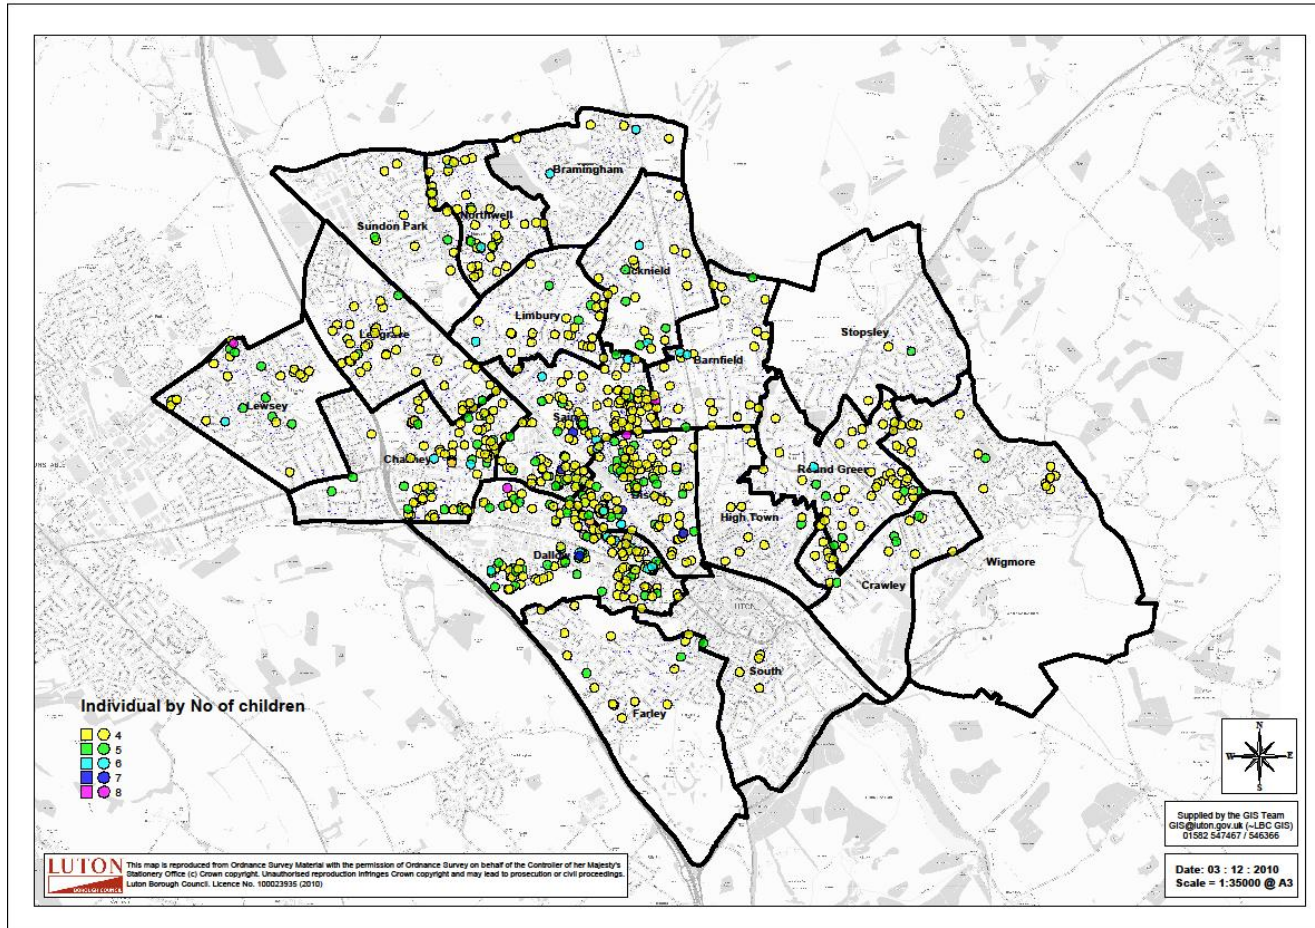 Bramingham
Northwell
Sundon Park
Icknield
Limbury
Stopsley
Leagrave
Barnfield
Lewsey
Round Green
High Town
Dallow
Wigmore
Crawley
South
Farley
Individual by No of children
4
5
6
7
8
N
W E
S
Supplied by the GIS Team
GIS@luton.gov.uk (~LBC GIS)
01582 547467 / 546366
LUTON
BOROUGH COUNCIL
This map is reproduced from Ordnance Survey Material with the permission of Ordnance Survey on behalf of the Controller of her Majesty's
Stationery Office (c) Crown copyright. Unauthorised reproduction infringes Crown copyright and may lead to prosecution or civil proceedings.
Luton Borough Council. Licence No. 100023935 (2010)
Date: 03 : 12 : 2010
Scale = 1:35000 @ A3